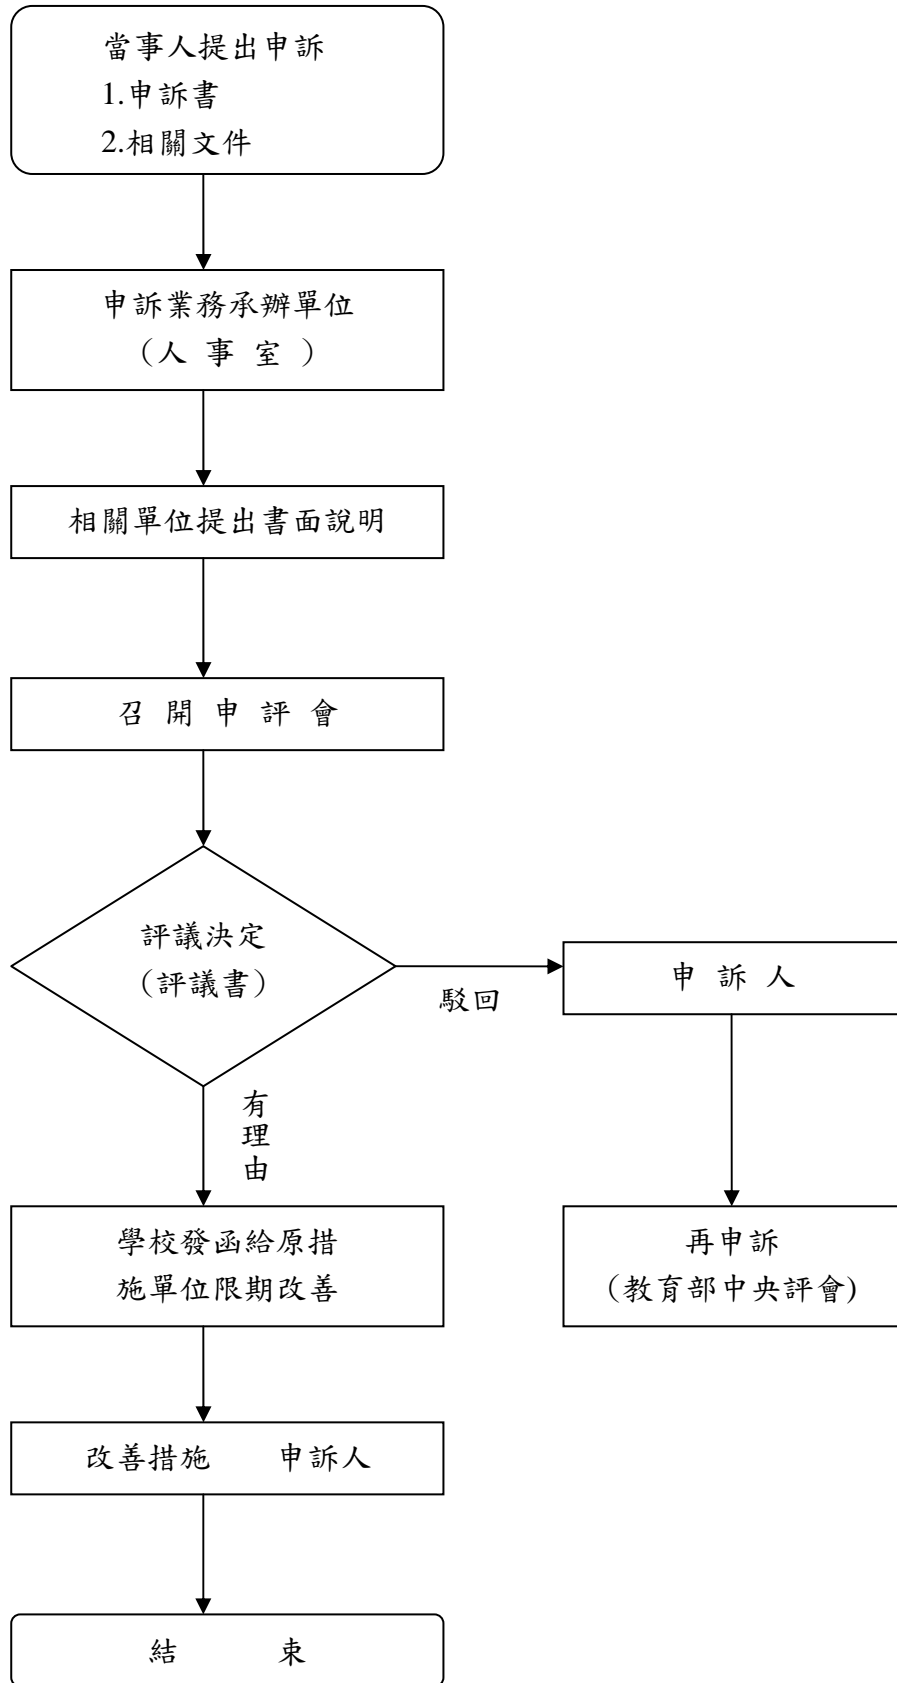 當事人提出申訴
1.申訴書
2.相關文件
申訴業務承辦單位
（人 事 室 ）
相關單位提出書面說明
召 開 申 評 會
評議決定
（評議書）
駁回
申 訴 人
有
理
由
學校發函給原措
施單位限期改善
再申訴
（教育部中央評會)
改善措施 申訴人
結 束